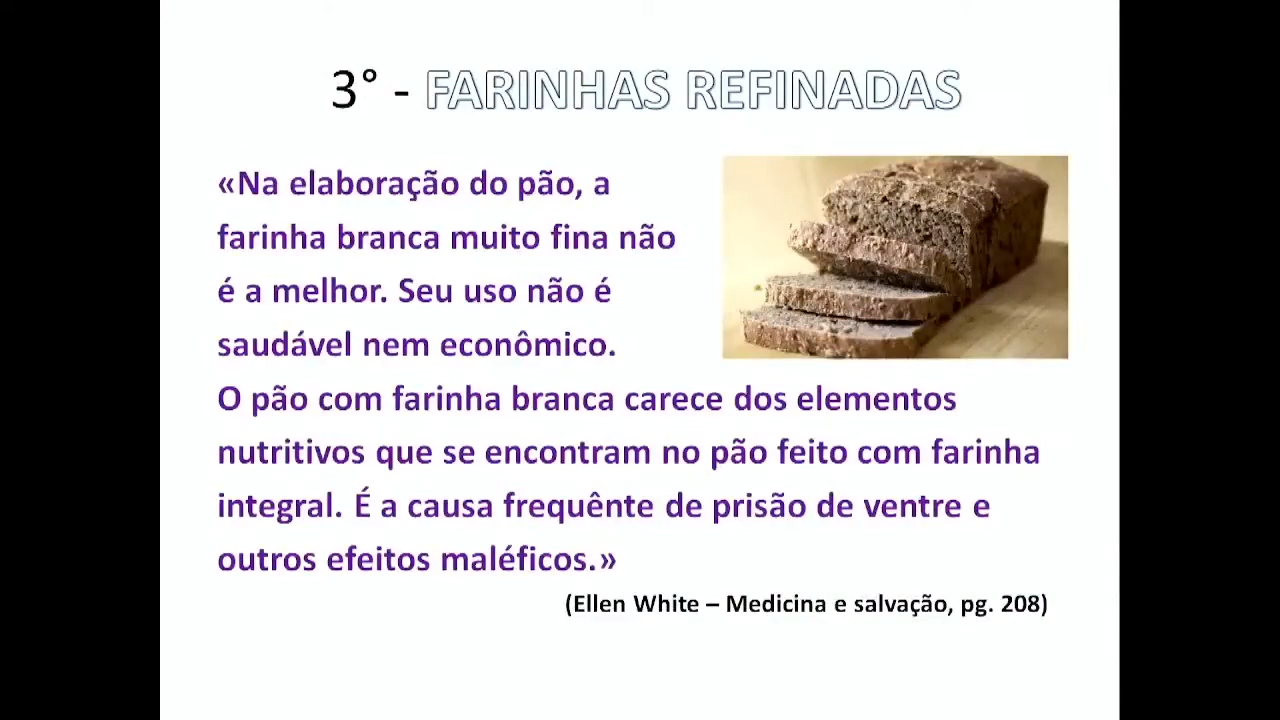 3° - FARINHAS REFINADAS
«Na elaboração do pão, a
farinha branca muito fina não
é a melhor. Seu uso não é
saudável nem econômico.
O pão com farinha branca carece dos elementos
nutritivos que se encontram no pão feito com farinha
integral. É a causa frequênte de prisão de ventre e
outros efeitos maléficos.»
(Ellen White – Medicina e salvação, pg. 208)